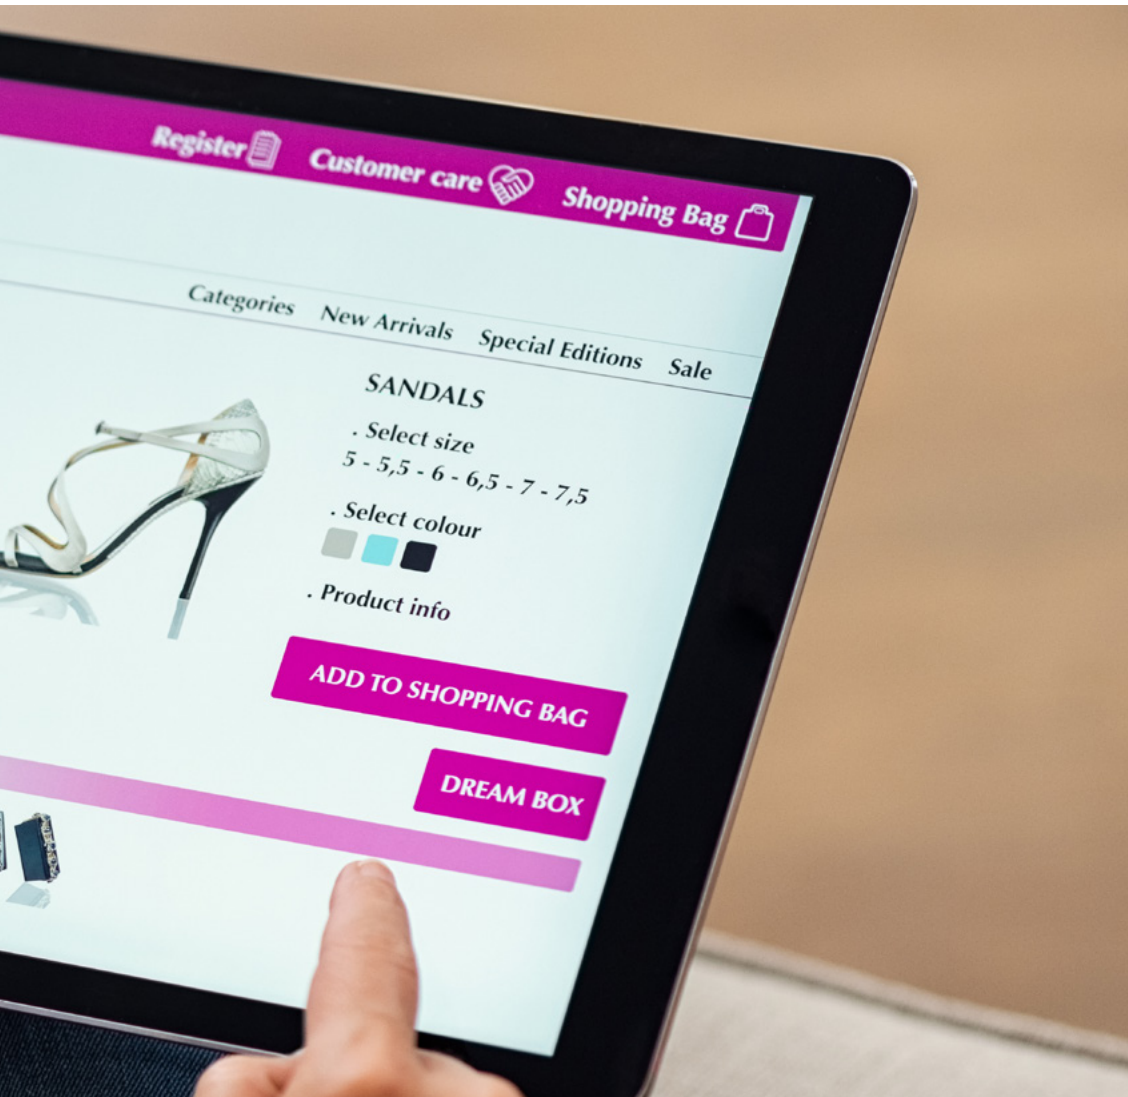 Register Customer care Shopping Bag
Categories New Arrivals Special Editions Sale
SANDALS
. Select size
5 - 5,5 - 6 - 6,5 - 7 - 7,5
. Select colour
. Product info
ADD TO SHOPPING BAG
DREAM BOX